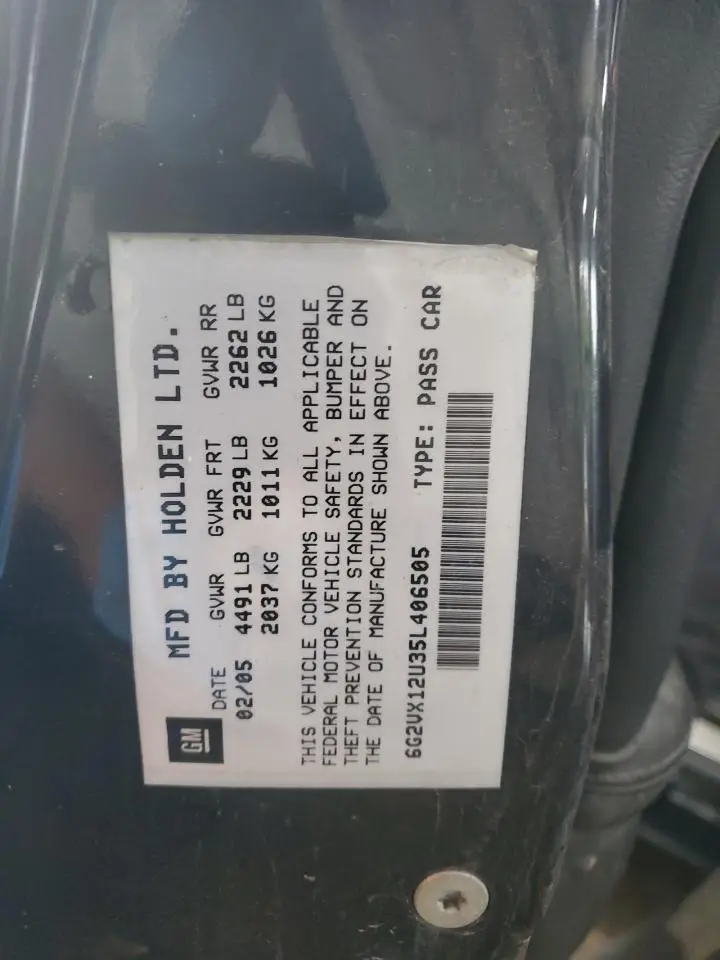 GM
MFD BY HOLDEN LTD.
DATE GVWR GVWR FRT GVWR RR
02/05 4491 LB 2229 LB 2262 LB
2037 KG 1011 KG 1026 KG
THIS VEHICLE CONFORMS TO ALL APPLICABLE
FEDERAL MOTOR VEHICLE SAFETY, BUMPER AND
THEFT PREVENTION STANDARDS IN EFFECT ON
THE DATE OF MANUFACTURE SHOWN ABOVE.
6G2VX12U35L406505 TYPE: PASS CAR